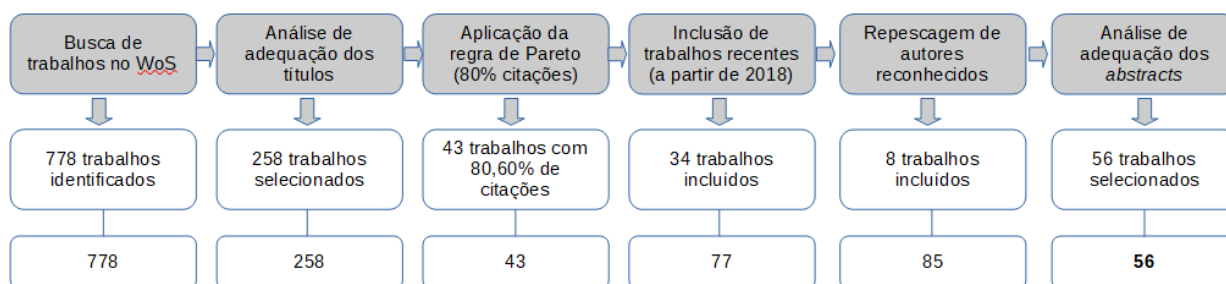 Busca de
trabalhos no WoS
Análise de
adequação dos
títulos
Aplicação da
regra de Pareto
(80% citações)
Inclusão de
trabalhos recentes
(a partir de 2018)
Repescagem de
autores
reconhecidos
Análise de
adequação dos
abstracts
778 trabalhos
identificados
258 trabalhos
selecionados
43 trabalhos com
80,60% de
citações
34 trabalhos
incluídos
8 trabalhos
incluídos
56 trabalhos
selecionados
778
258
43
77
85
56